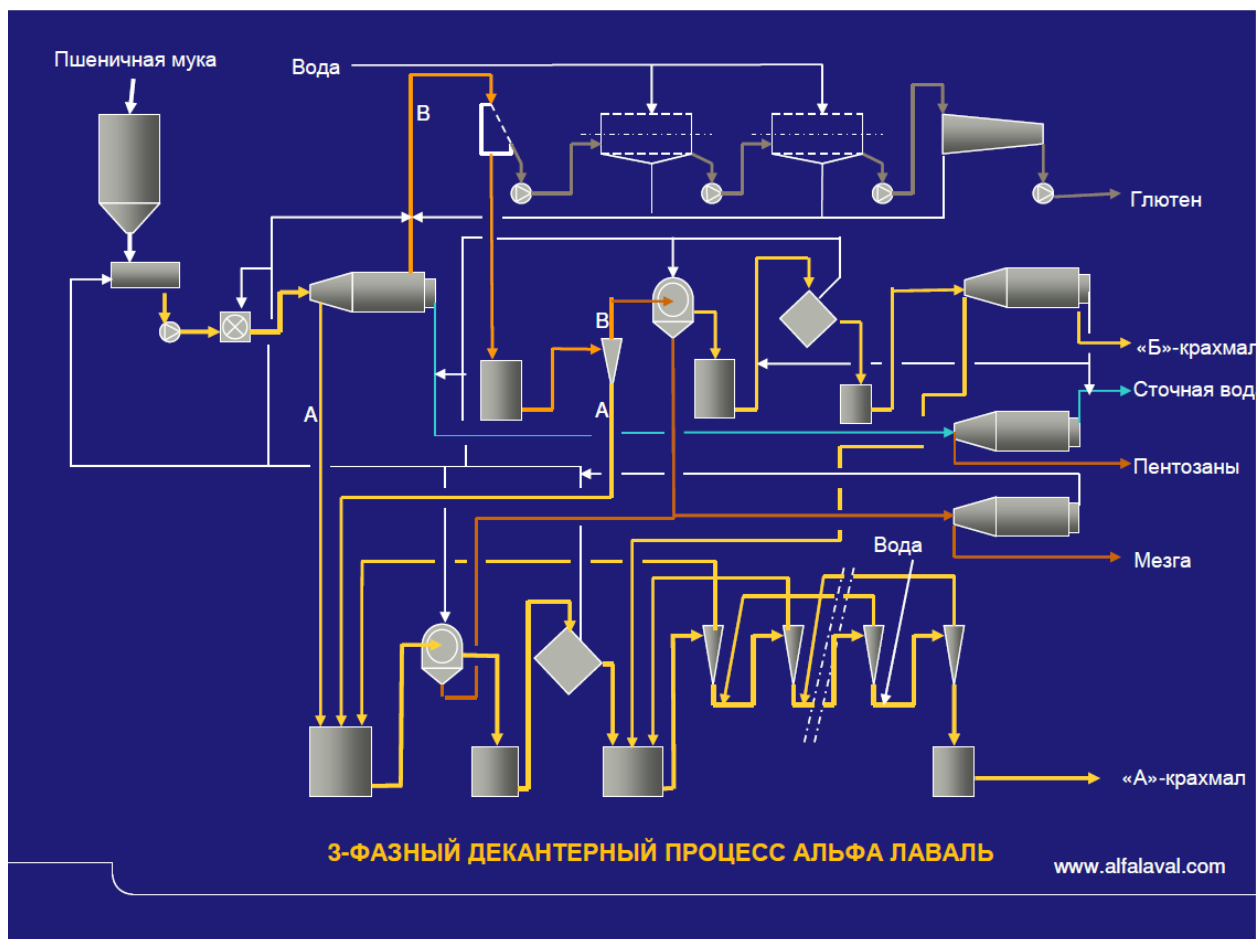 Пшеничная мука
Вода
В
Глютен
В
«Б»-крахмал
Сточная вод
А
А
Пентозаны
Вода
Мезга
«А»-крахмал
3-ФАЗНЫЙ ДЕКАНТЕРНЫЙ ПРОЦЕСС АЛЬФА ЛАВАЛЬ
www.alfalaval.com